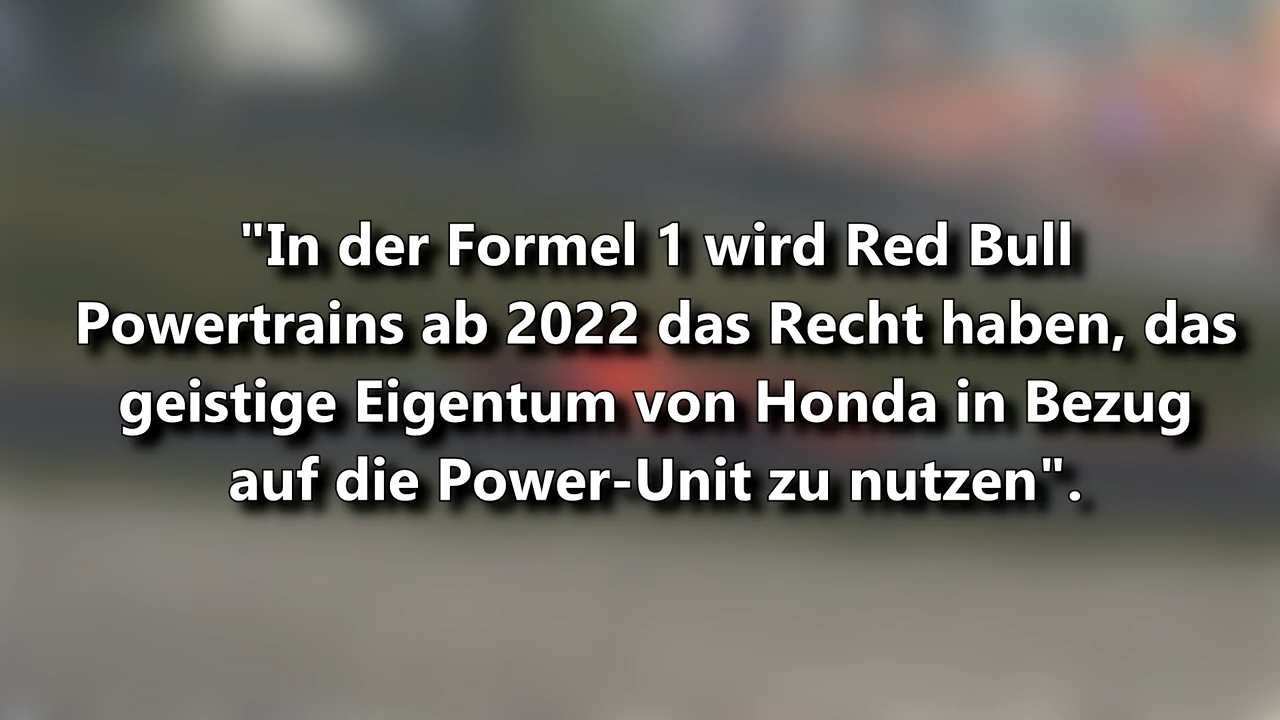 "In der Formel 1 wird Red Bull
Powertrains ab 2022 das Recht haben, das
geistige Eigentum von Honda in Bezug
auf die Power-Unit zu nutzen".